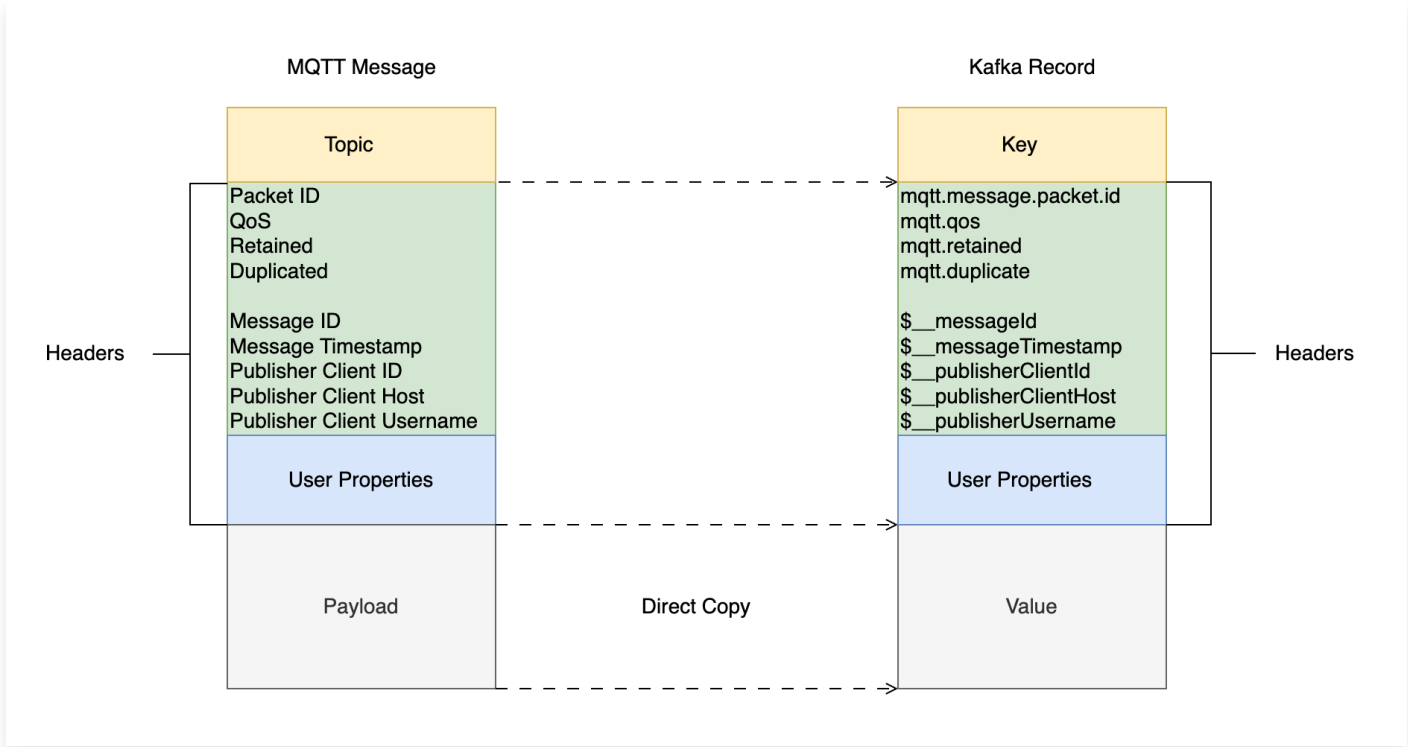 MQTT Message
Kafka Record
Topic
Key
Packet ID
QoS
Retained
Duplicated
Message ID
Message Timestamp
Publisher Client ID
Publisher Client Host
Publisher Client Username
mqtt.message.packet.id
mqtt.qos
mqtt.retained
mqtt.duplicate
$__messageId
$__messageTimestamp
$__publisherClientId
$__publisherClientHost
$__publisherUsername
Headers
Headers
User Properties
User Properties
Payload
Direct Copy
Value